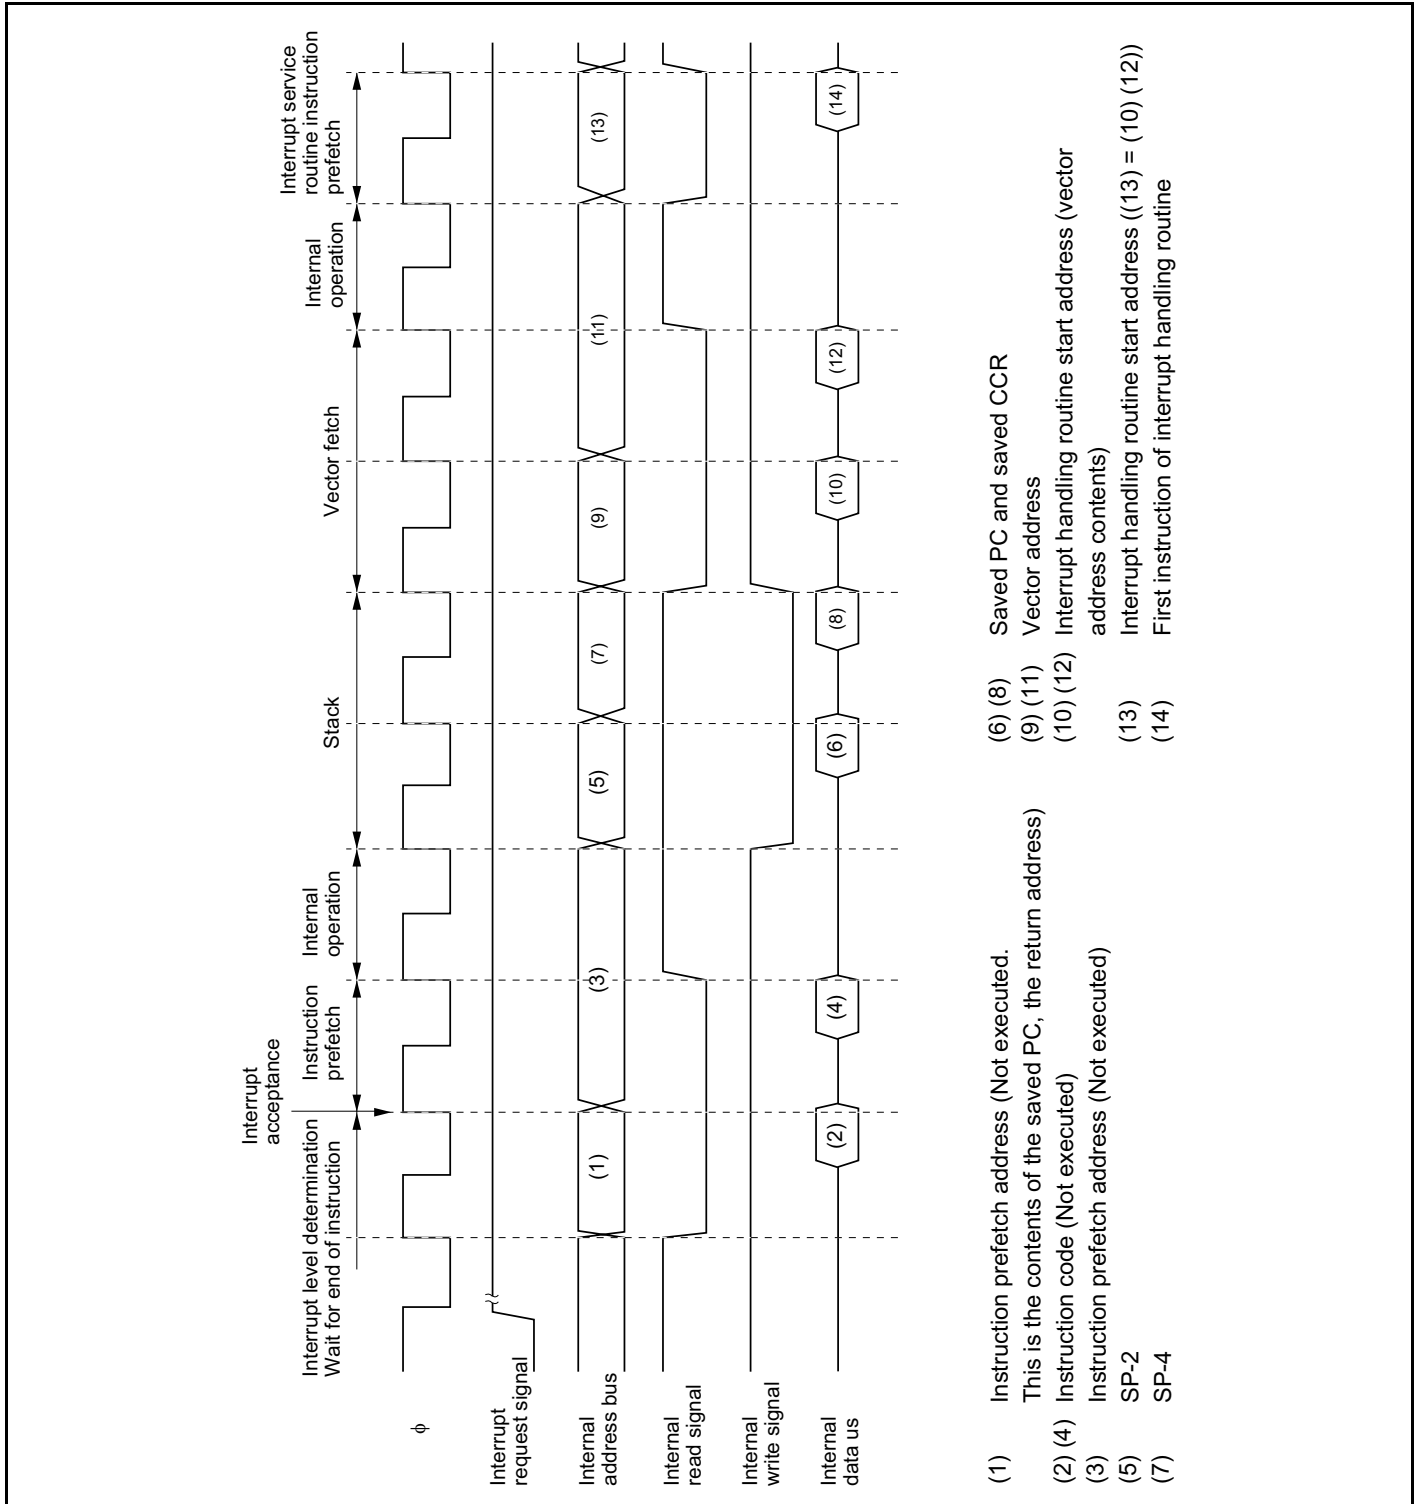 Interrupt
acceptance
Interrupt level determination
Wait for end of instruction
Instruction
prefetch
Internal
operation
Stack
Vector fetch
Internal
operation
Interrupt service
routine instruction
prefetch
φ
Interrupt
request signal
Internal
address bus
(1)
(3)
(5)
(7)
(9)
(11)
(13)
Internal
read signal
Internal
write signal
Internal
data us
(2)
(4)
(6)
(8)
(10)
(12)
(14)
(1) Instruction prefetch address (Not executed.
This is the contents of the saved PC, the return address)
(2) (4) Instruction code (Not executed)
(3) Instruction prefetch address (Not executed)
(5) SP-2
(7) SP-4
(6) (8) Saved PC and saved CCR
(9) (11) Vector address
(10) (12) Interrupt handling routine start address (vector
address contents)
(13) Interrupt handling routine start address ((13) = (10) (12))
(14) First instruction of interrupt handling routine